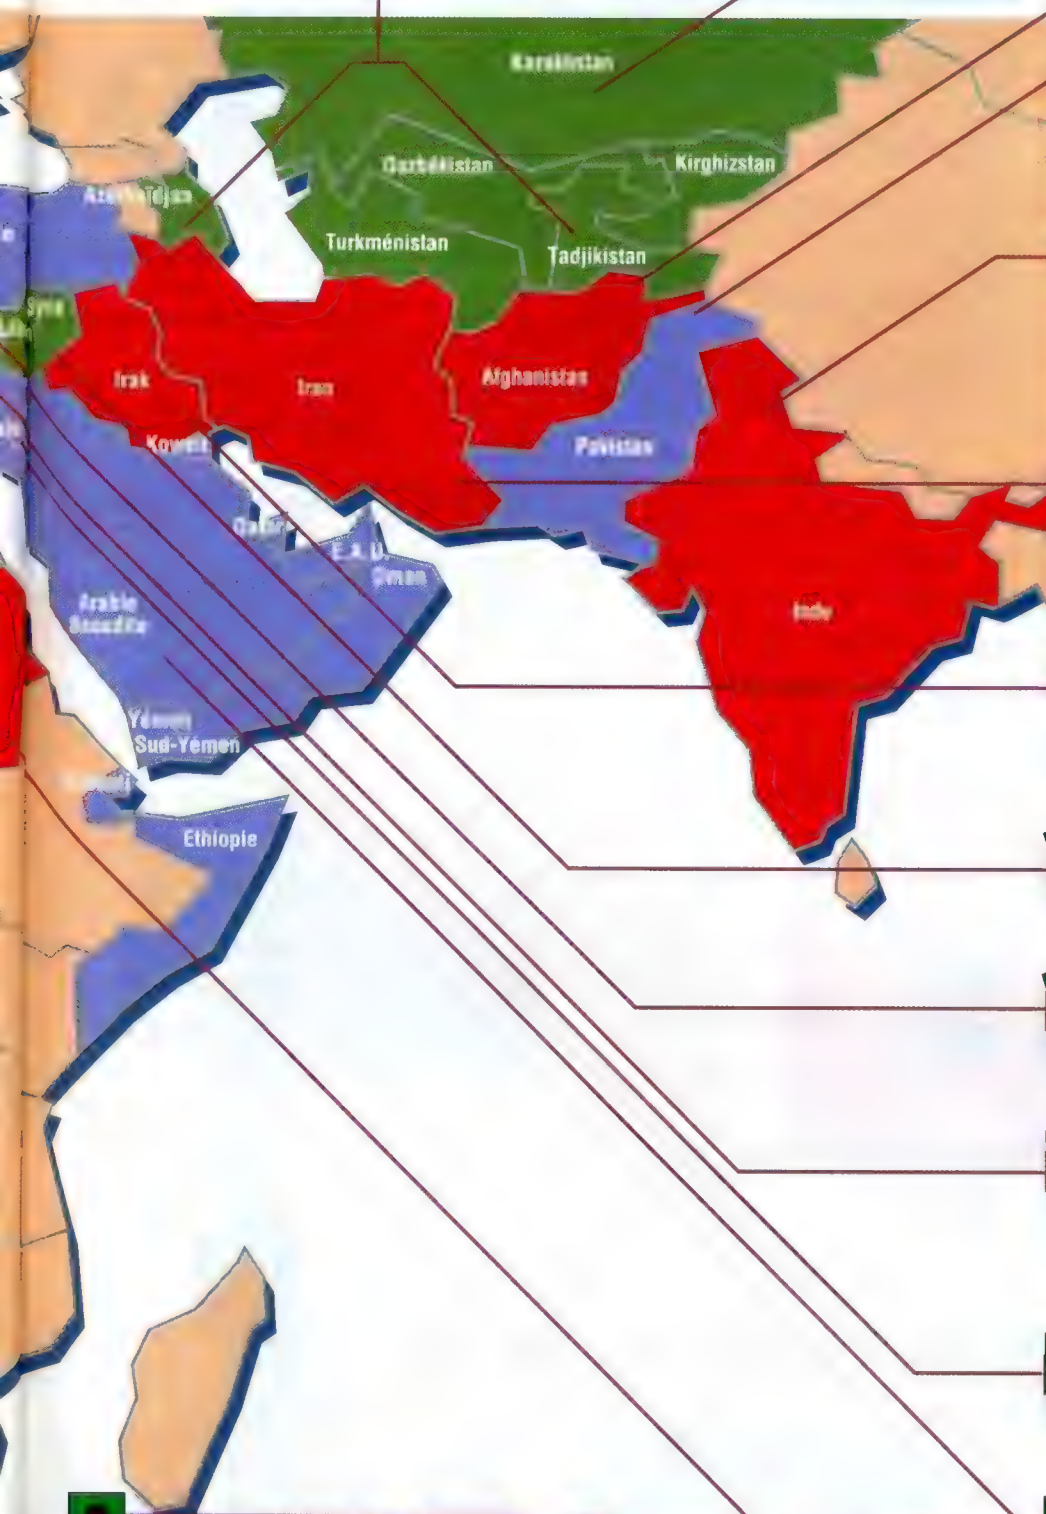 Kazakhstan
Ouzbékistan
Kirghizstan
Azerbaïdjan
Turkménistan
Tadjikistan
Irak
Iran
Afghanistan
Koweït
Pakistan
Qatar
E.A.U.
Oman
Arabie
Saoudite
Inde
Yémen
Sud-Yémen
Ethiopie